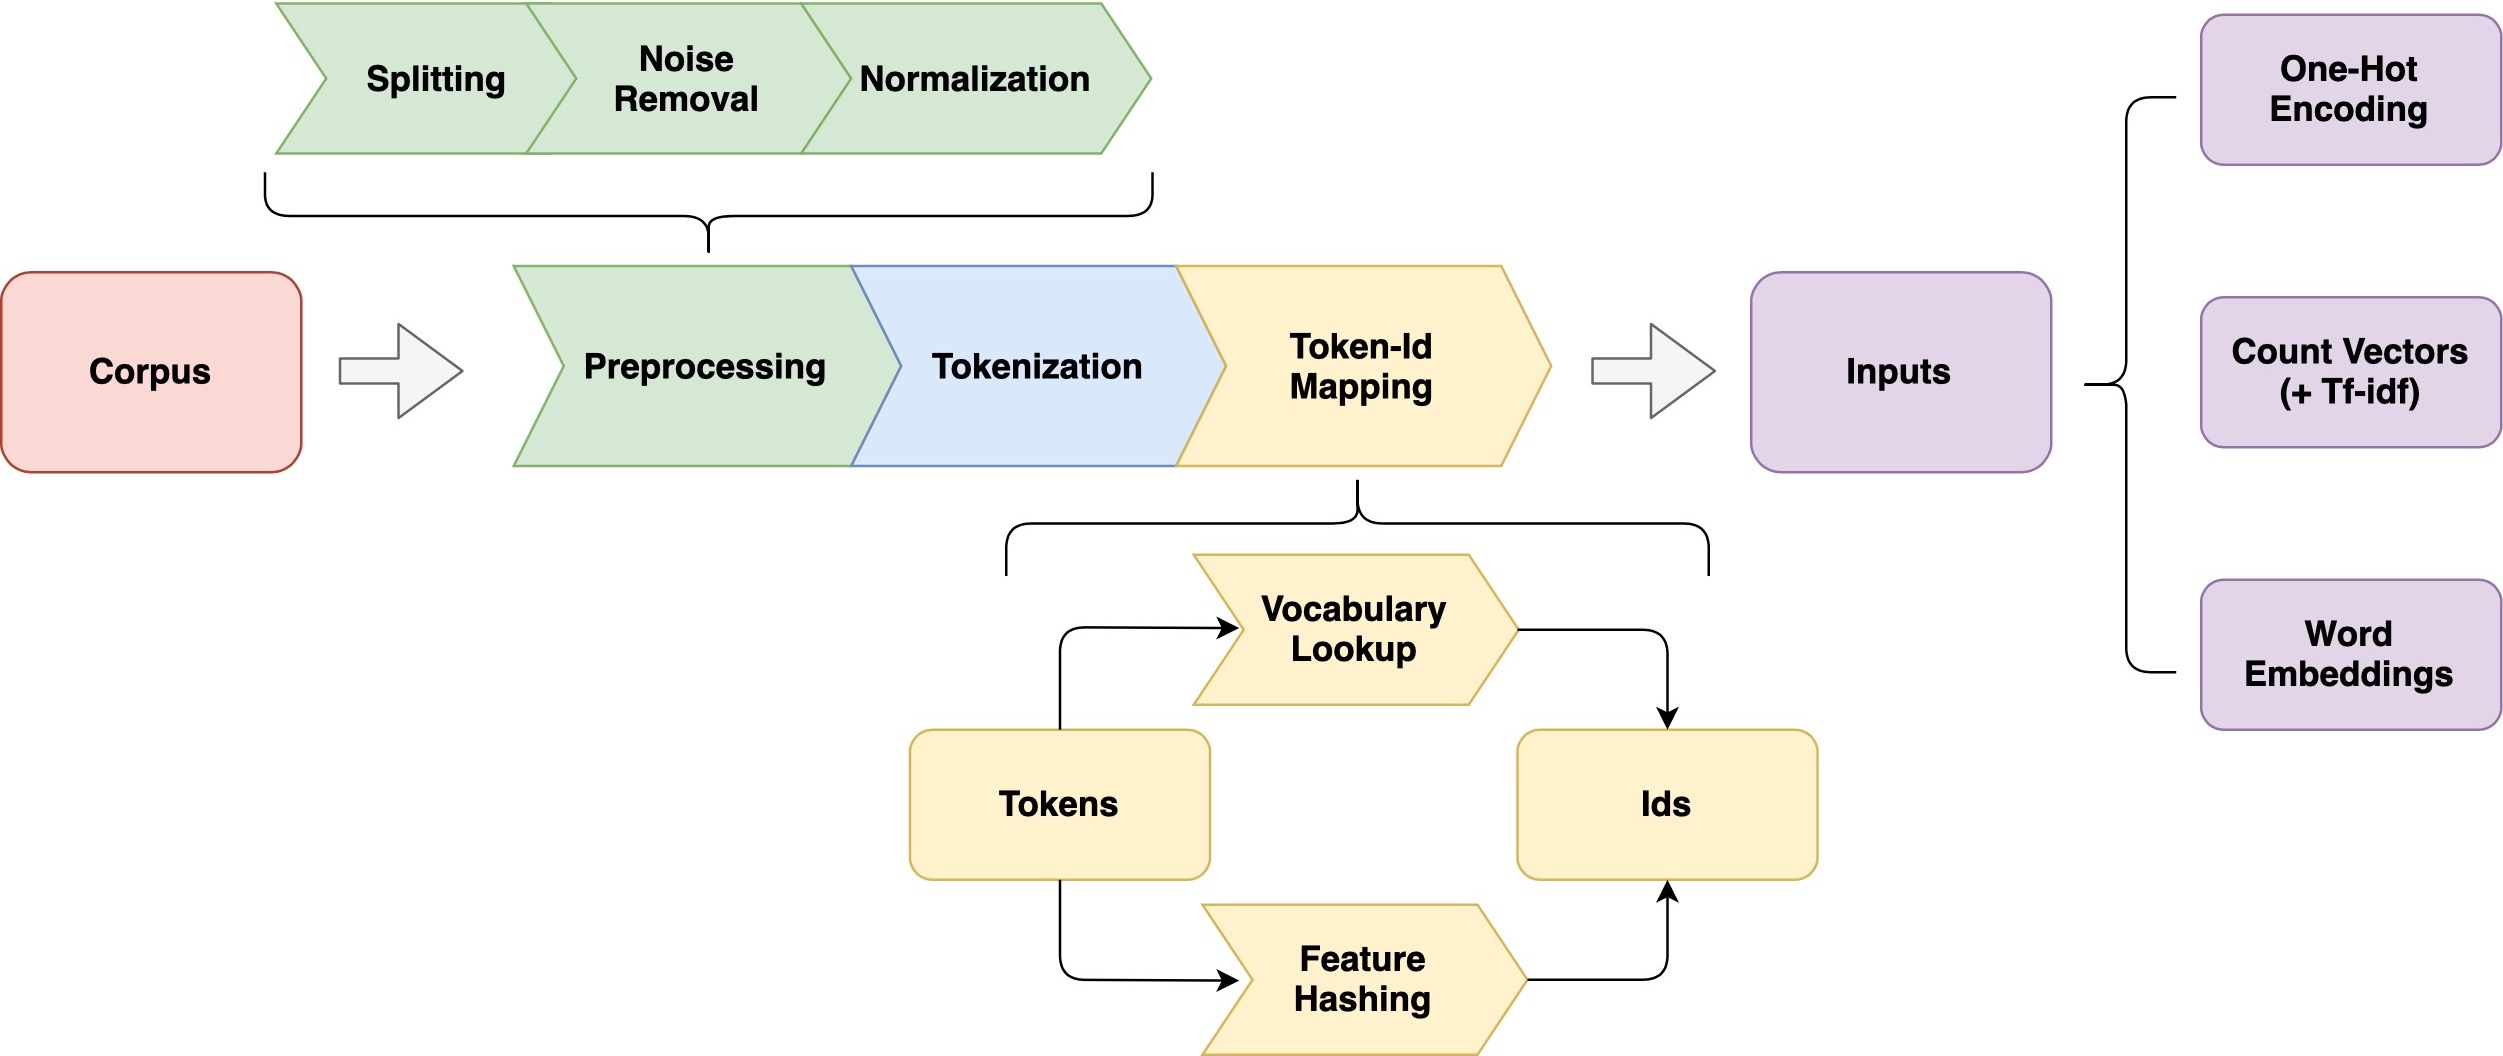 Splitting
Noise
Removal
Normalization
One-Hot
Encoding
Corpus
Preprocessing
Tokenization
Token-Id
Mapping
Inputs
Count Vectors
(+ Tf-idf)
Vocabulary
Lookup
Word
Embeddings
Tokens
Ids
Feature
Hashing